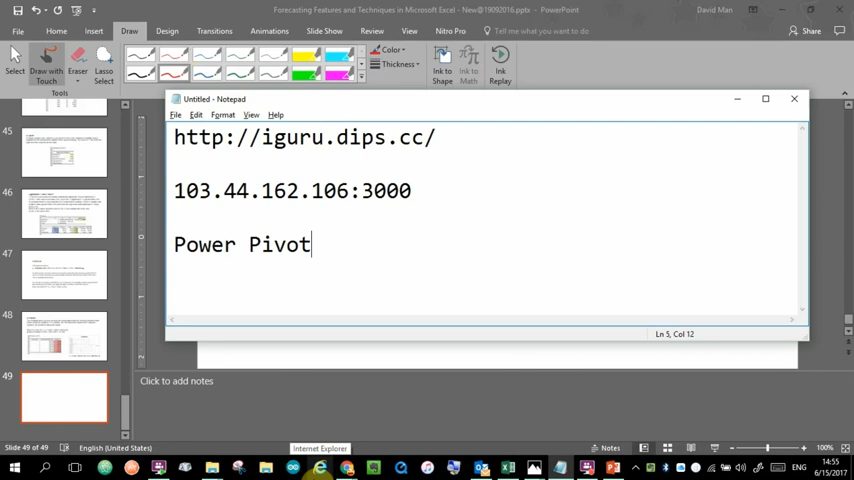 Forecasting Features and Techniques in Microsoft Excel - New@19092016.pptx - PowerPoint
David Man
File Home Insert Draw Design Transitions Animations Slide Show Review View Nitro Pro Tell me what you want to do... Share
Select
Draw with Touch
Eraser
Lasso Select
Tools
Pens
Color
Thickness
Ink to Shape
Ink to Math
Convert
Ink Replay
Replay
Untitled - Notepad
File Edit Format View Help
http://iguru.dips.cc/
103.44.162.106:3000
Power Pivot
Ln 5, Col 12
45
46
47
48
49
Click to add notes
Internet Explorer
Slide 49 of 49 English (United States) Notes 100%
ENG
14:55
6/15/2017